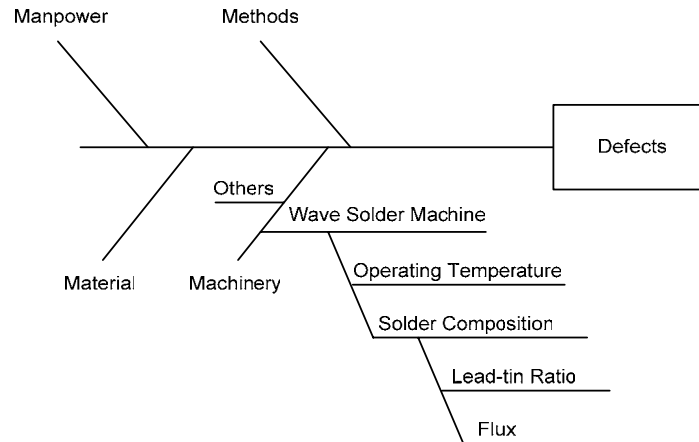 Manpower
Methods
Defects
Others
Wave Solder Machine
Operating Temperature
Material
Machinery
Solder Composition
Lead-tin Ratio
Flux